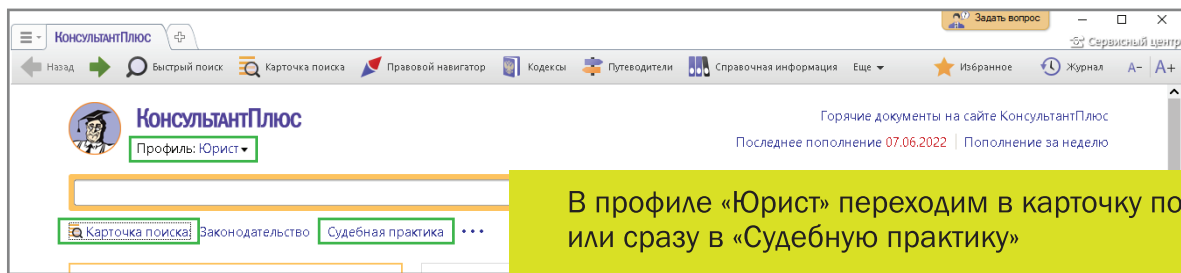 Задать вопрос
КонсультантПлюс
Сервисный центр
Назад Быстрый поиск Карточка поиска Правовой навигатор Кодексы Путеводители Справочная информация Еще Избранное Журнал A- A+
КонсультантПлюс
Горячие документы на сайте КонсультантПлюс
Профиль: Юрист
Последнее пополнение 07.06.2022 | Пополнение за неделю
В профиле «Юрист» переходим в карточку по
Карточка поиска Законодательство Судебная практика •••
или сразу в «Судебную практику»